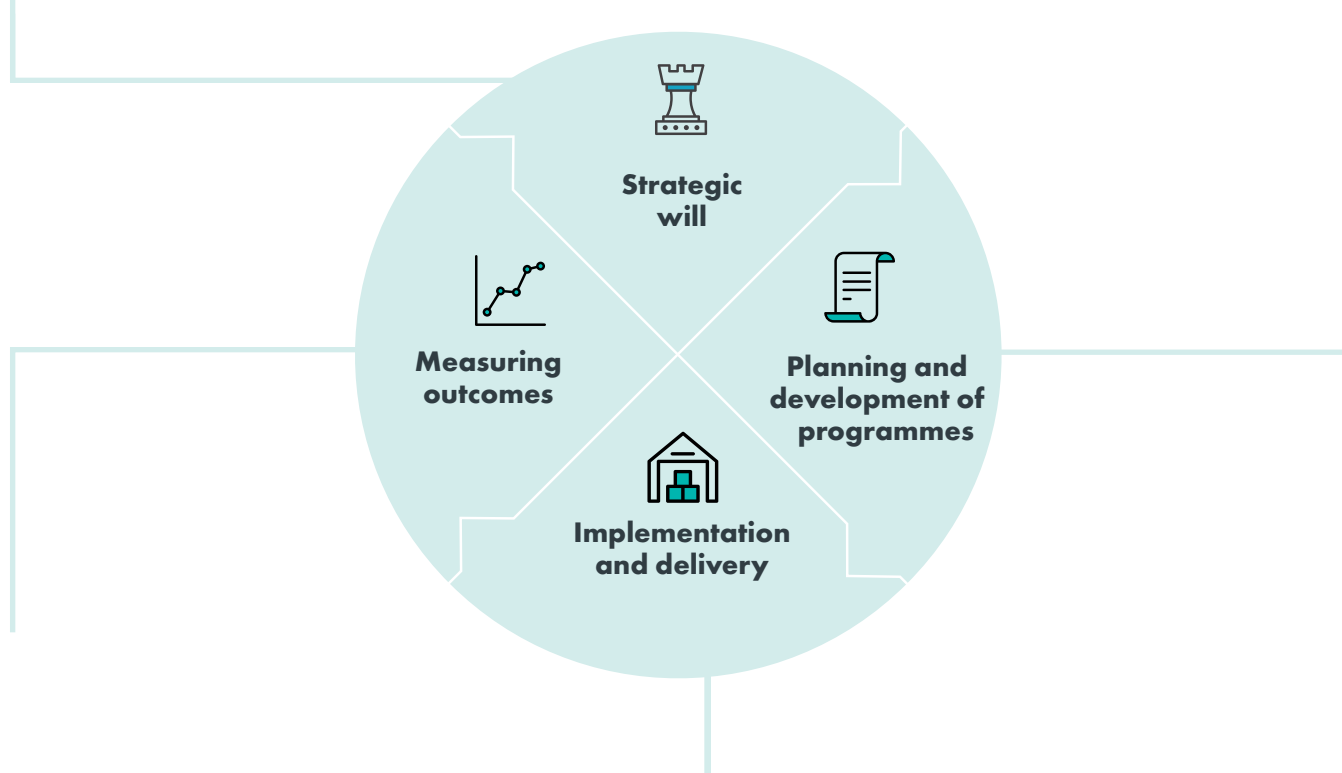 Strategic
will
Measuring
outcomes
Planning and
development of
programmes
Implementation
and delivery